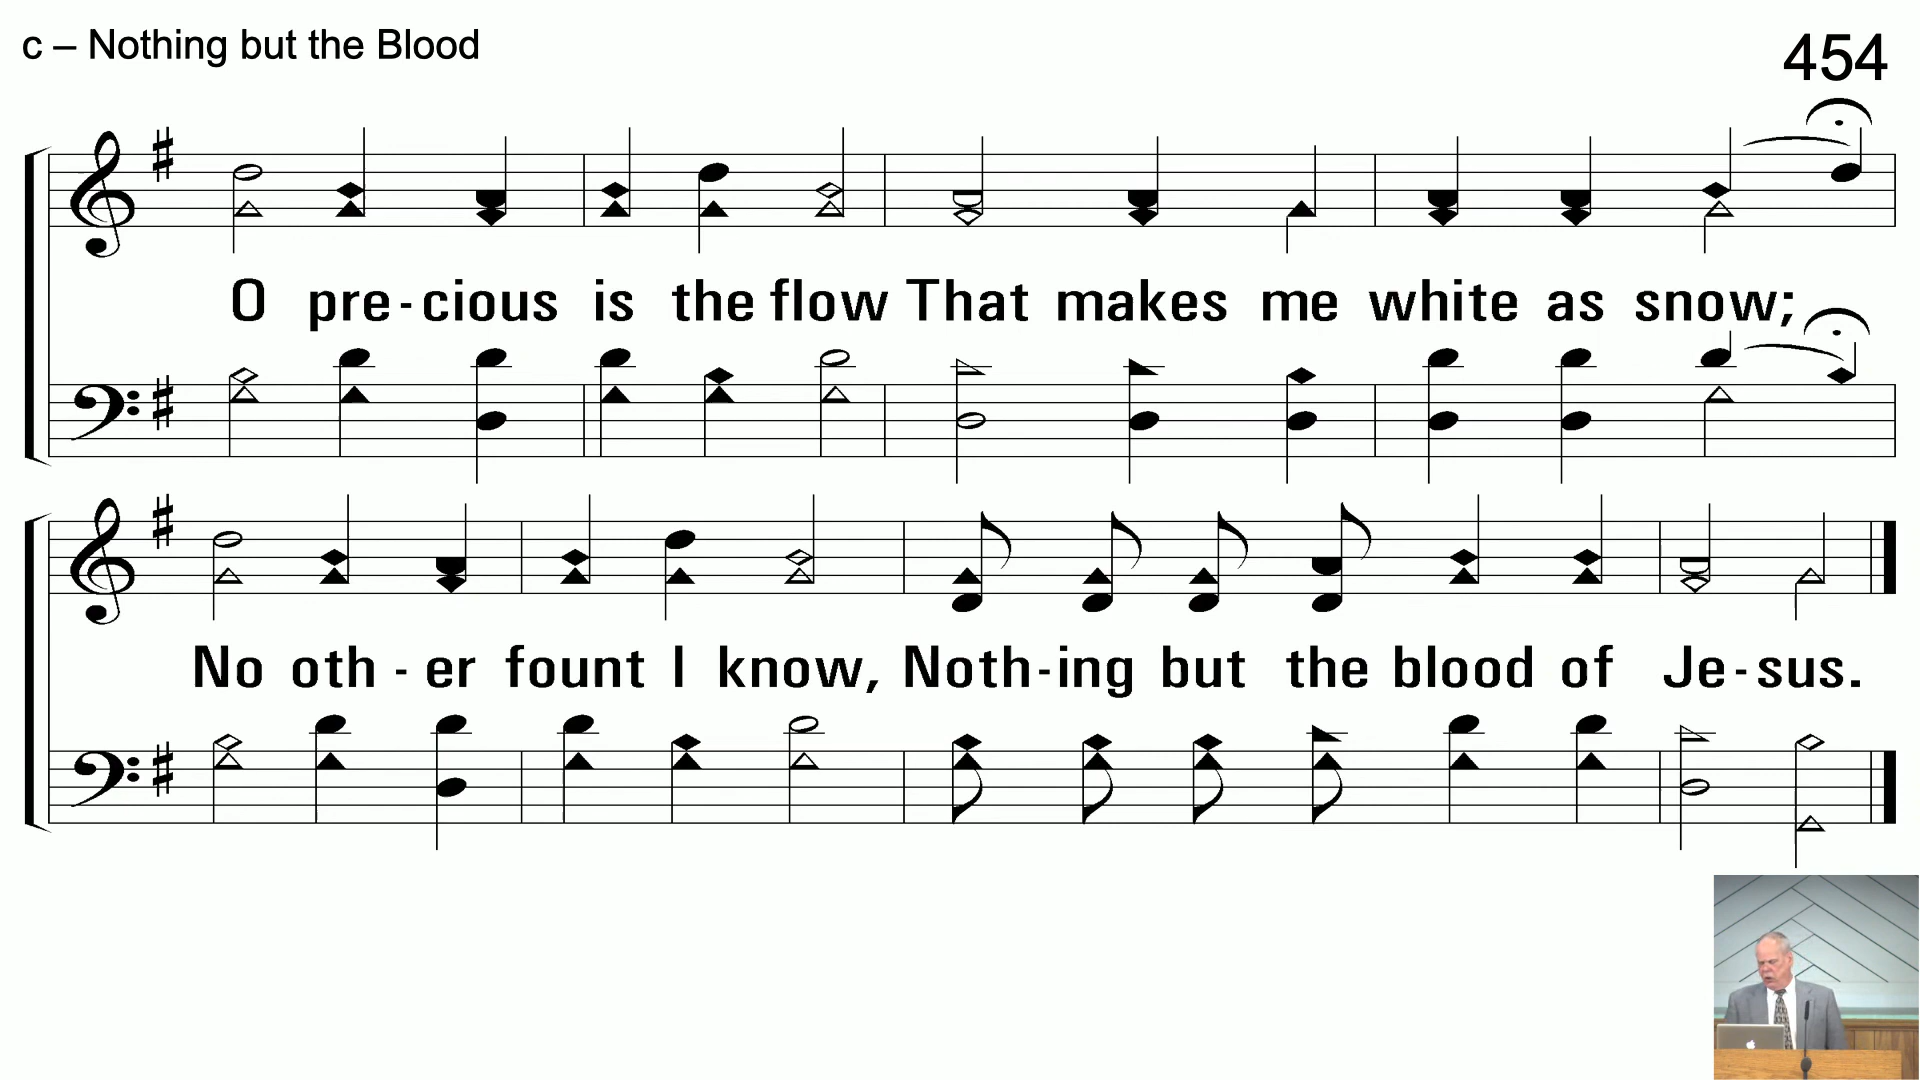 c – Nothing but the Blood
454
O pre-cious is the flow That makes me white as snow;
No oth-er fount I know, Noth-ing but the blood of Je-sus.